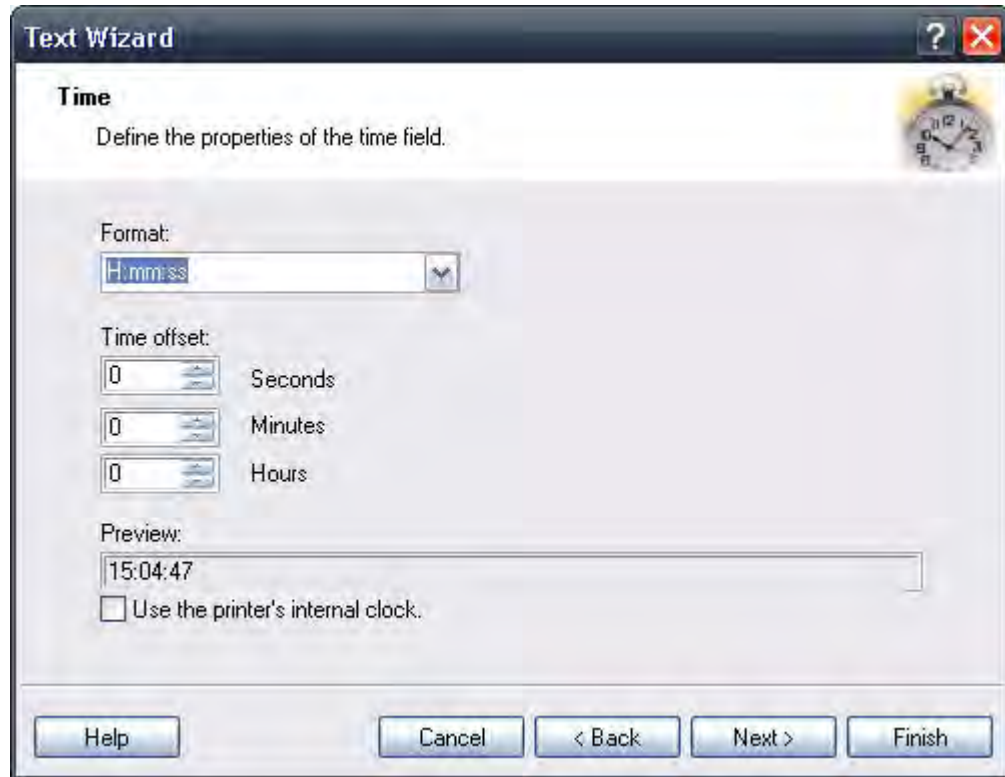 Text Wizard
Time
Define the properties of the time field.
Format:
H:mm:ss
Time offset:
0 Seconds
0 Minutes
0 Hours
Preview:
15:04:47
Use the printer's internal clock.
Help Cancel < Back Next > Finish